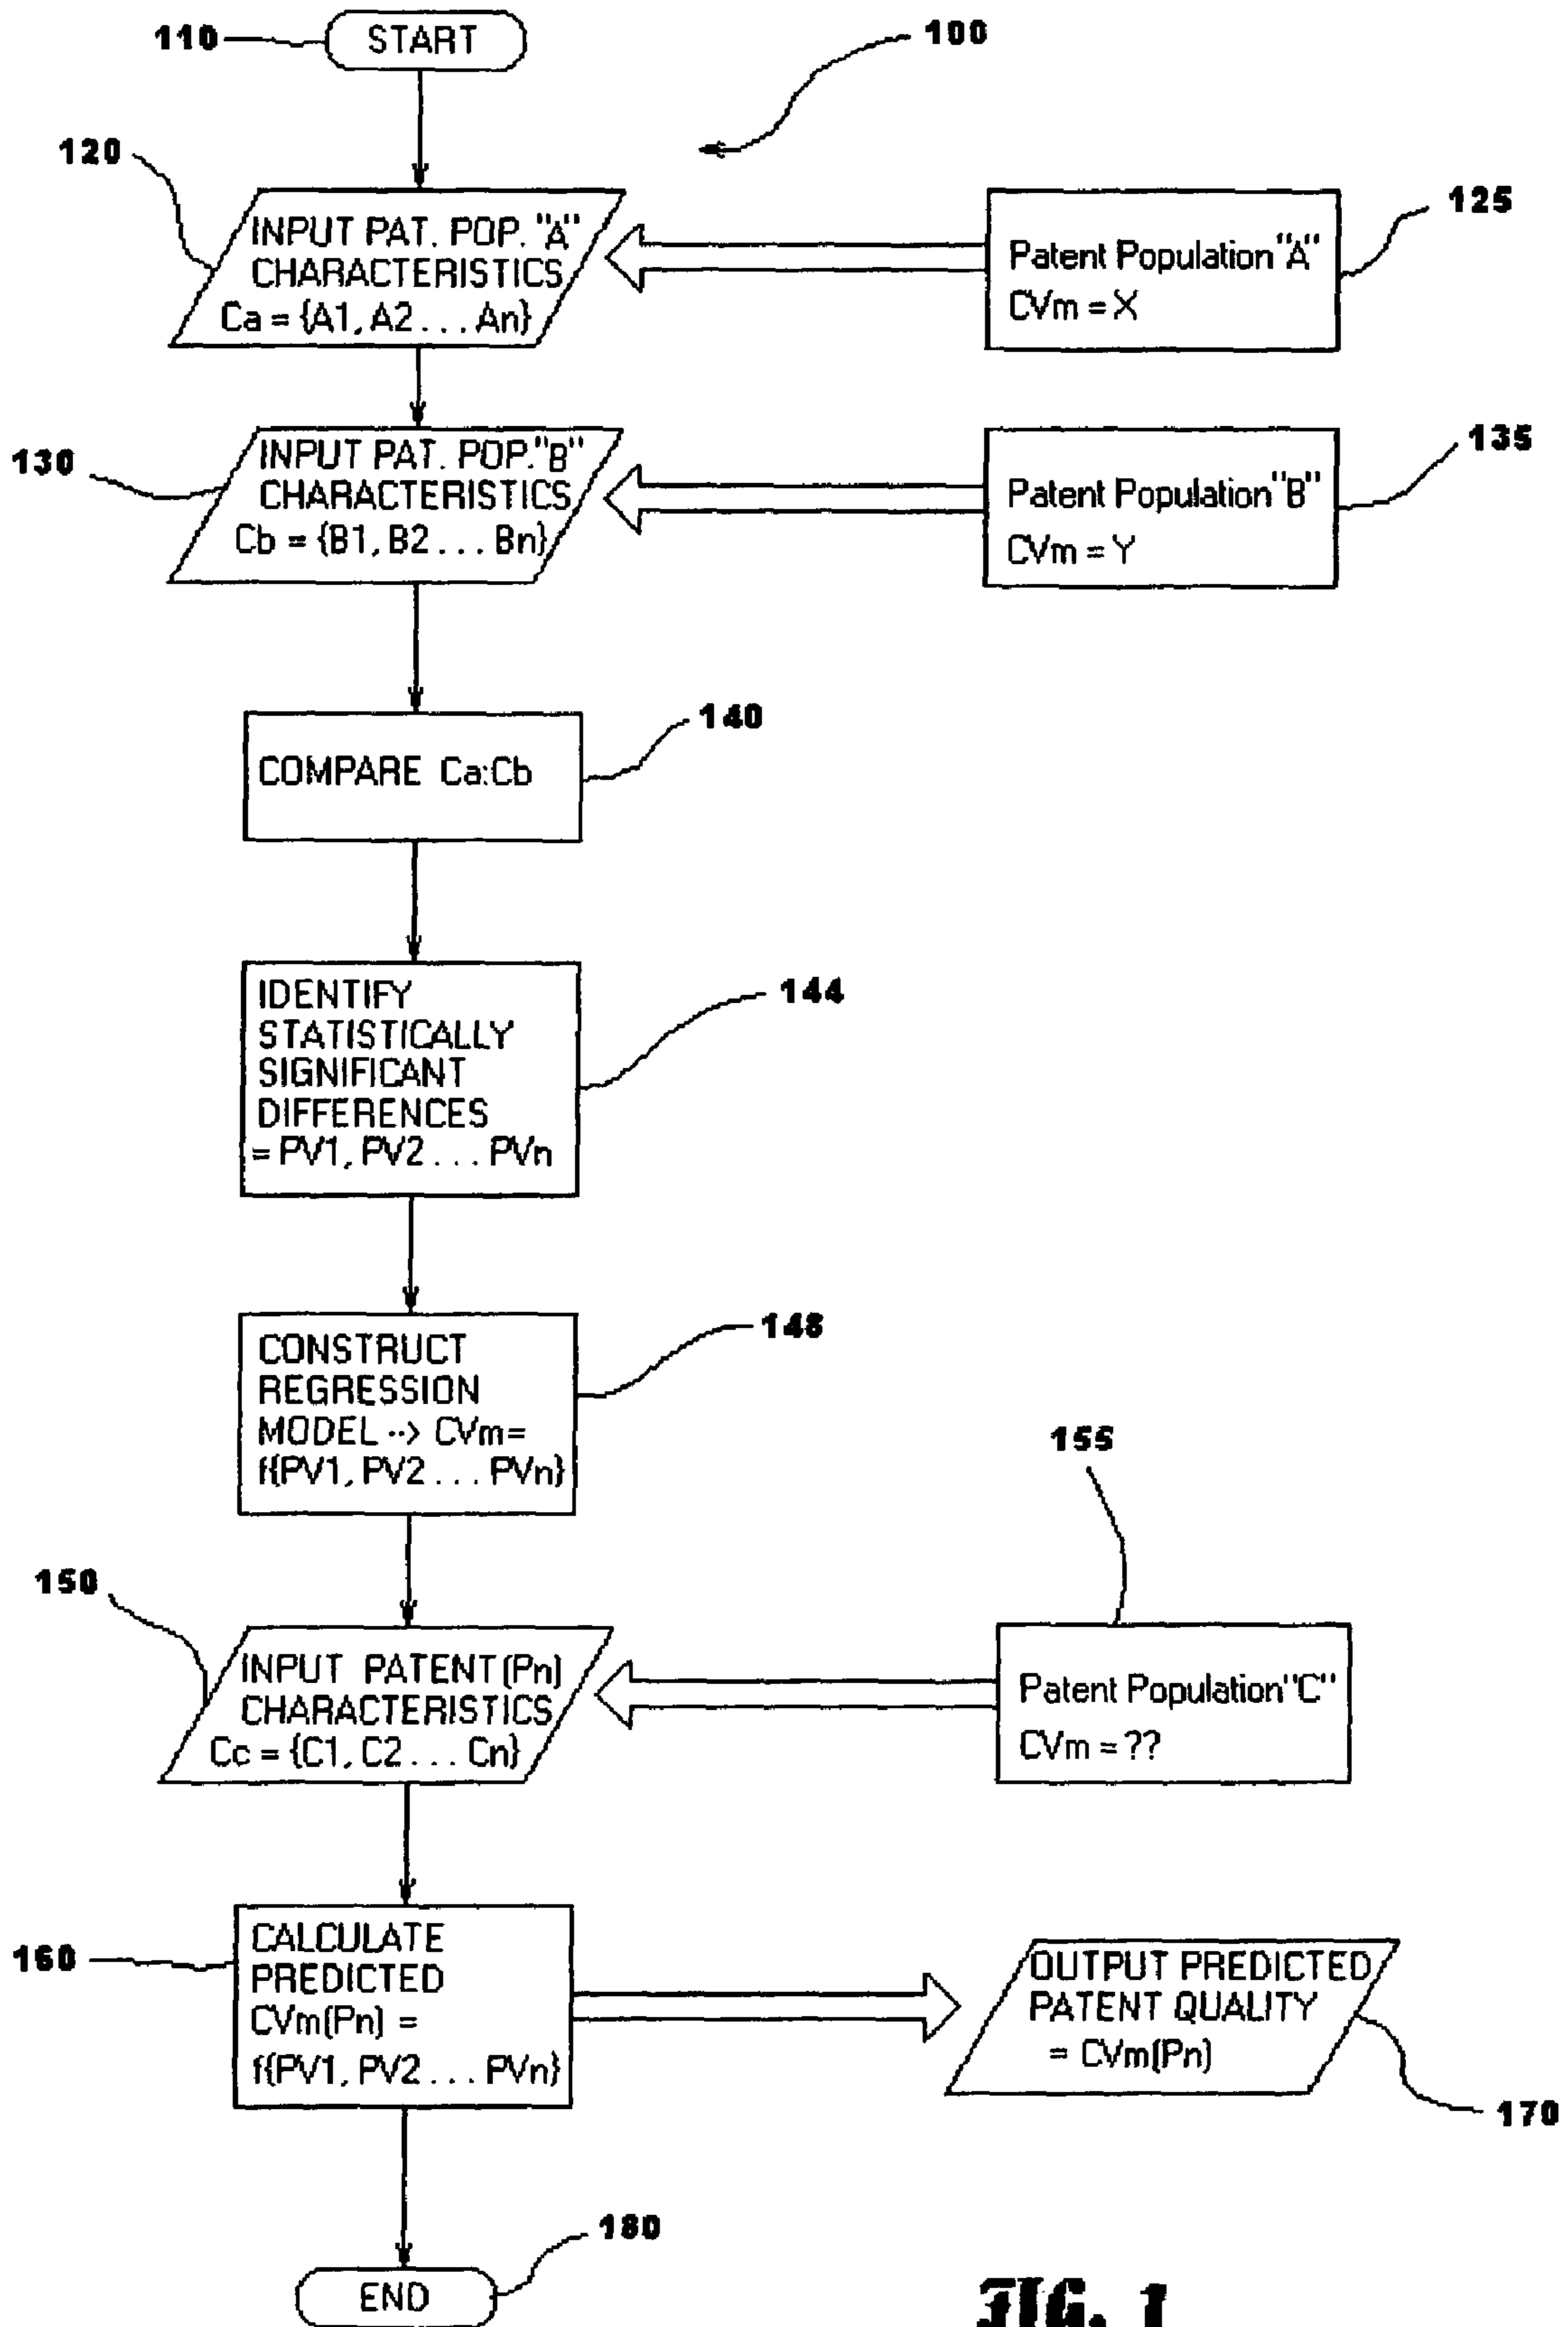 110
START
100
120
INPUT PAT. POP. "A"
CHARACTERISTICS
Ca = {A1, A2 . . . An}
Patent Population "A"
CVm = X
125
130
INPUT PAT. POP. "B"
CHARACTERISTICS
Cb = {B1, B2 . . . Bn}
Patent Population "B"
CVm = Y
135
COMPARE Ca:Cb
140
IDENTIFY
STATISTICALLY
SIGNIFICANT
DIFFERENCES
= PV1, PV2 . . . PVn
144
CONSTRUCT
REGRESSION
MODEL --> CVm =
f{PV1, PV2 . . . PVn}
148
150
INPUT PATENT (Pn)
CHARACTERISTICS
Cc = {C1, C2 . . . Cn}
155
Patent Population "C"
CVm = ??
160
CALCULATE
PREDICTED
CVm(Pn) =
f{PV1, PV2 . . . PVn}
OUTPUT PREDICTED
PATENT QUALITY
= CVm(Pn)
170
180
END
FIG. 1